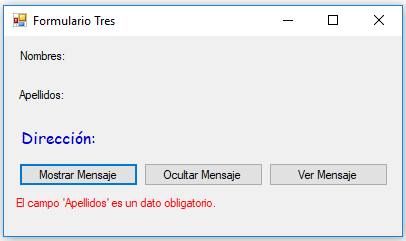 Formulario Tres
Nombres:
Apellidos:
Dirección:
Mostrar Mensaje Ocultar Mensaje Ver Mensaje
El campo 'Apellidos' es un dato obligatorio.